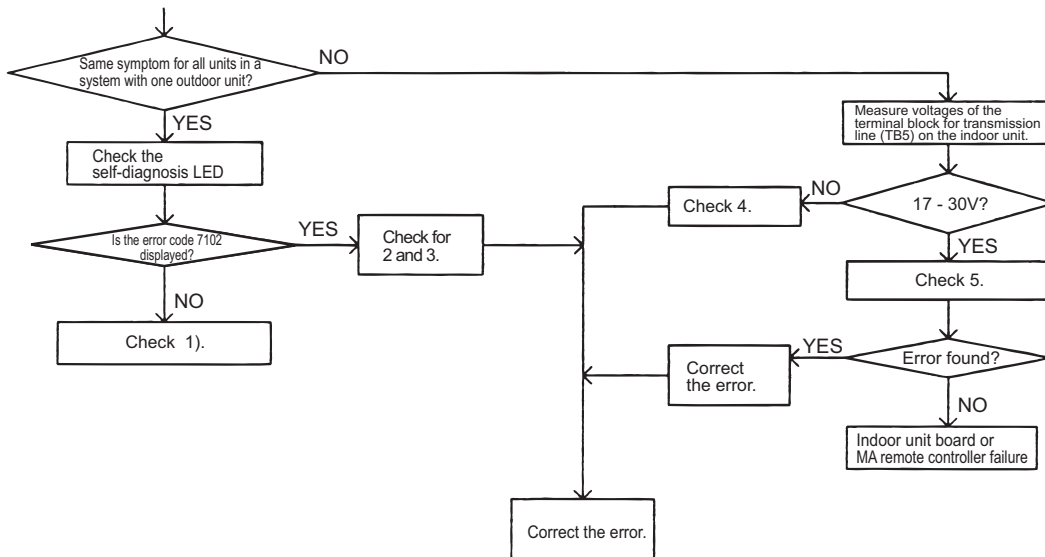 Same symptom for all units in a
system with one outdoor unit?
NO
YES
Measure voltages of the
terminal block for transmission
line (TB5) on the indoor unit.
Check the
self-diagnosis LED
NO
Check 4.
17 - 30V?
Is the error code 7102
displayed?
YES
Check for
2 and 3.
YES
Check 5.
NO
Check 1).
YES
Correct
the error.
Error found?
NO
Indoor unit board or
MA remote controller failure
Correct the error.